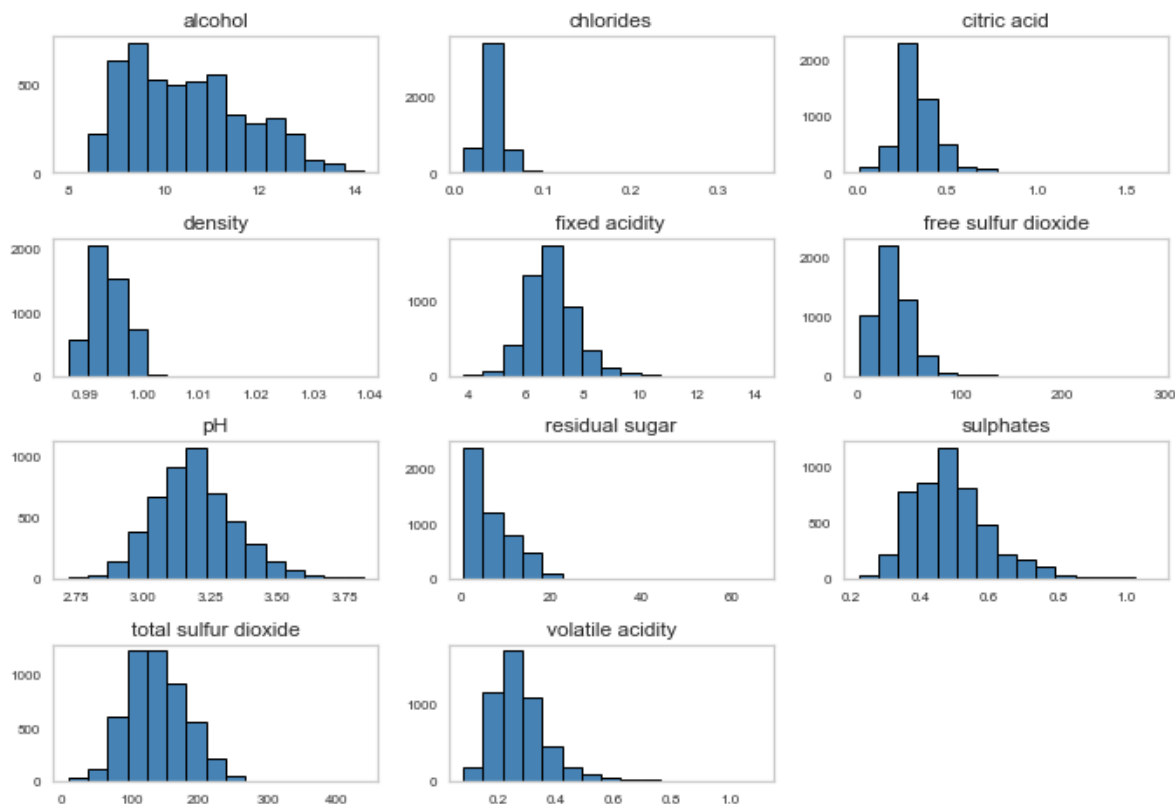 alcohol
500
0
8 10 12 14
chlorides
2000
0
0.0 0.1 0.2 0.3
citric acid
2000
1000
0
0.0 0.5 1.0 1.5
density
2000
1000
0
0.99 1.00 1.01 1.02 1.03 1.04
fixed acidity
1000
0
4 6 8 10 12 14
free sulfur dioxide
2000
1000
0
0 100 200 300
pH
1000
500
0
2.75 3.00 3.25 3.50 3.75
residual sugar
2000
1000
0
0 20 40 60
sulphates
1000
500
0
0.2 0.4 0.6 0.8 1.0
total sulfur dioxide
1000
500
0
0 100 200 300 400
volatile acidity
1000
0
0.2 0.4 0.6 0.8 1.0